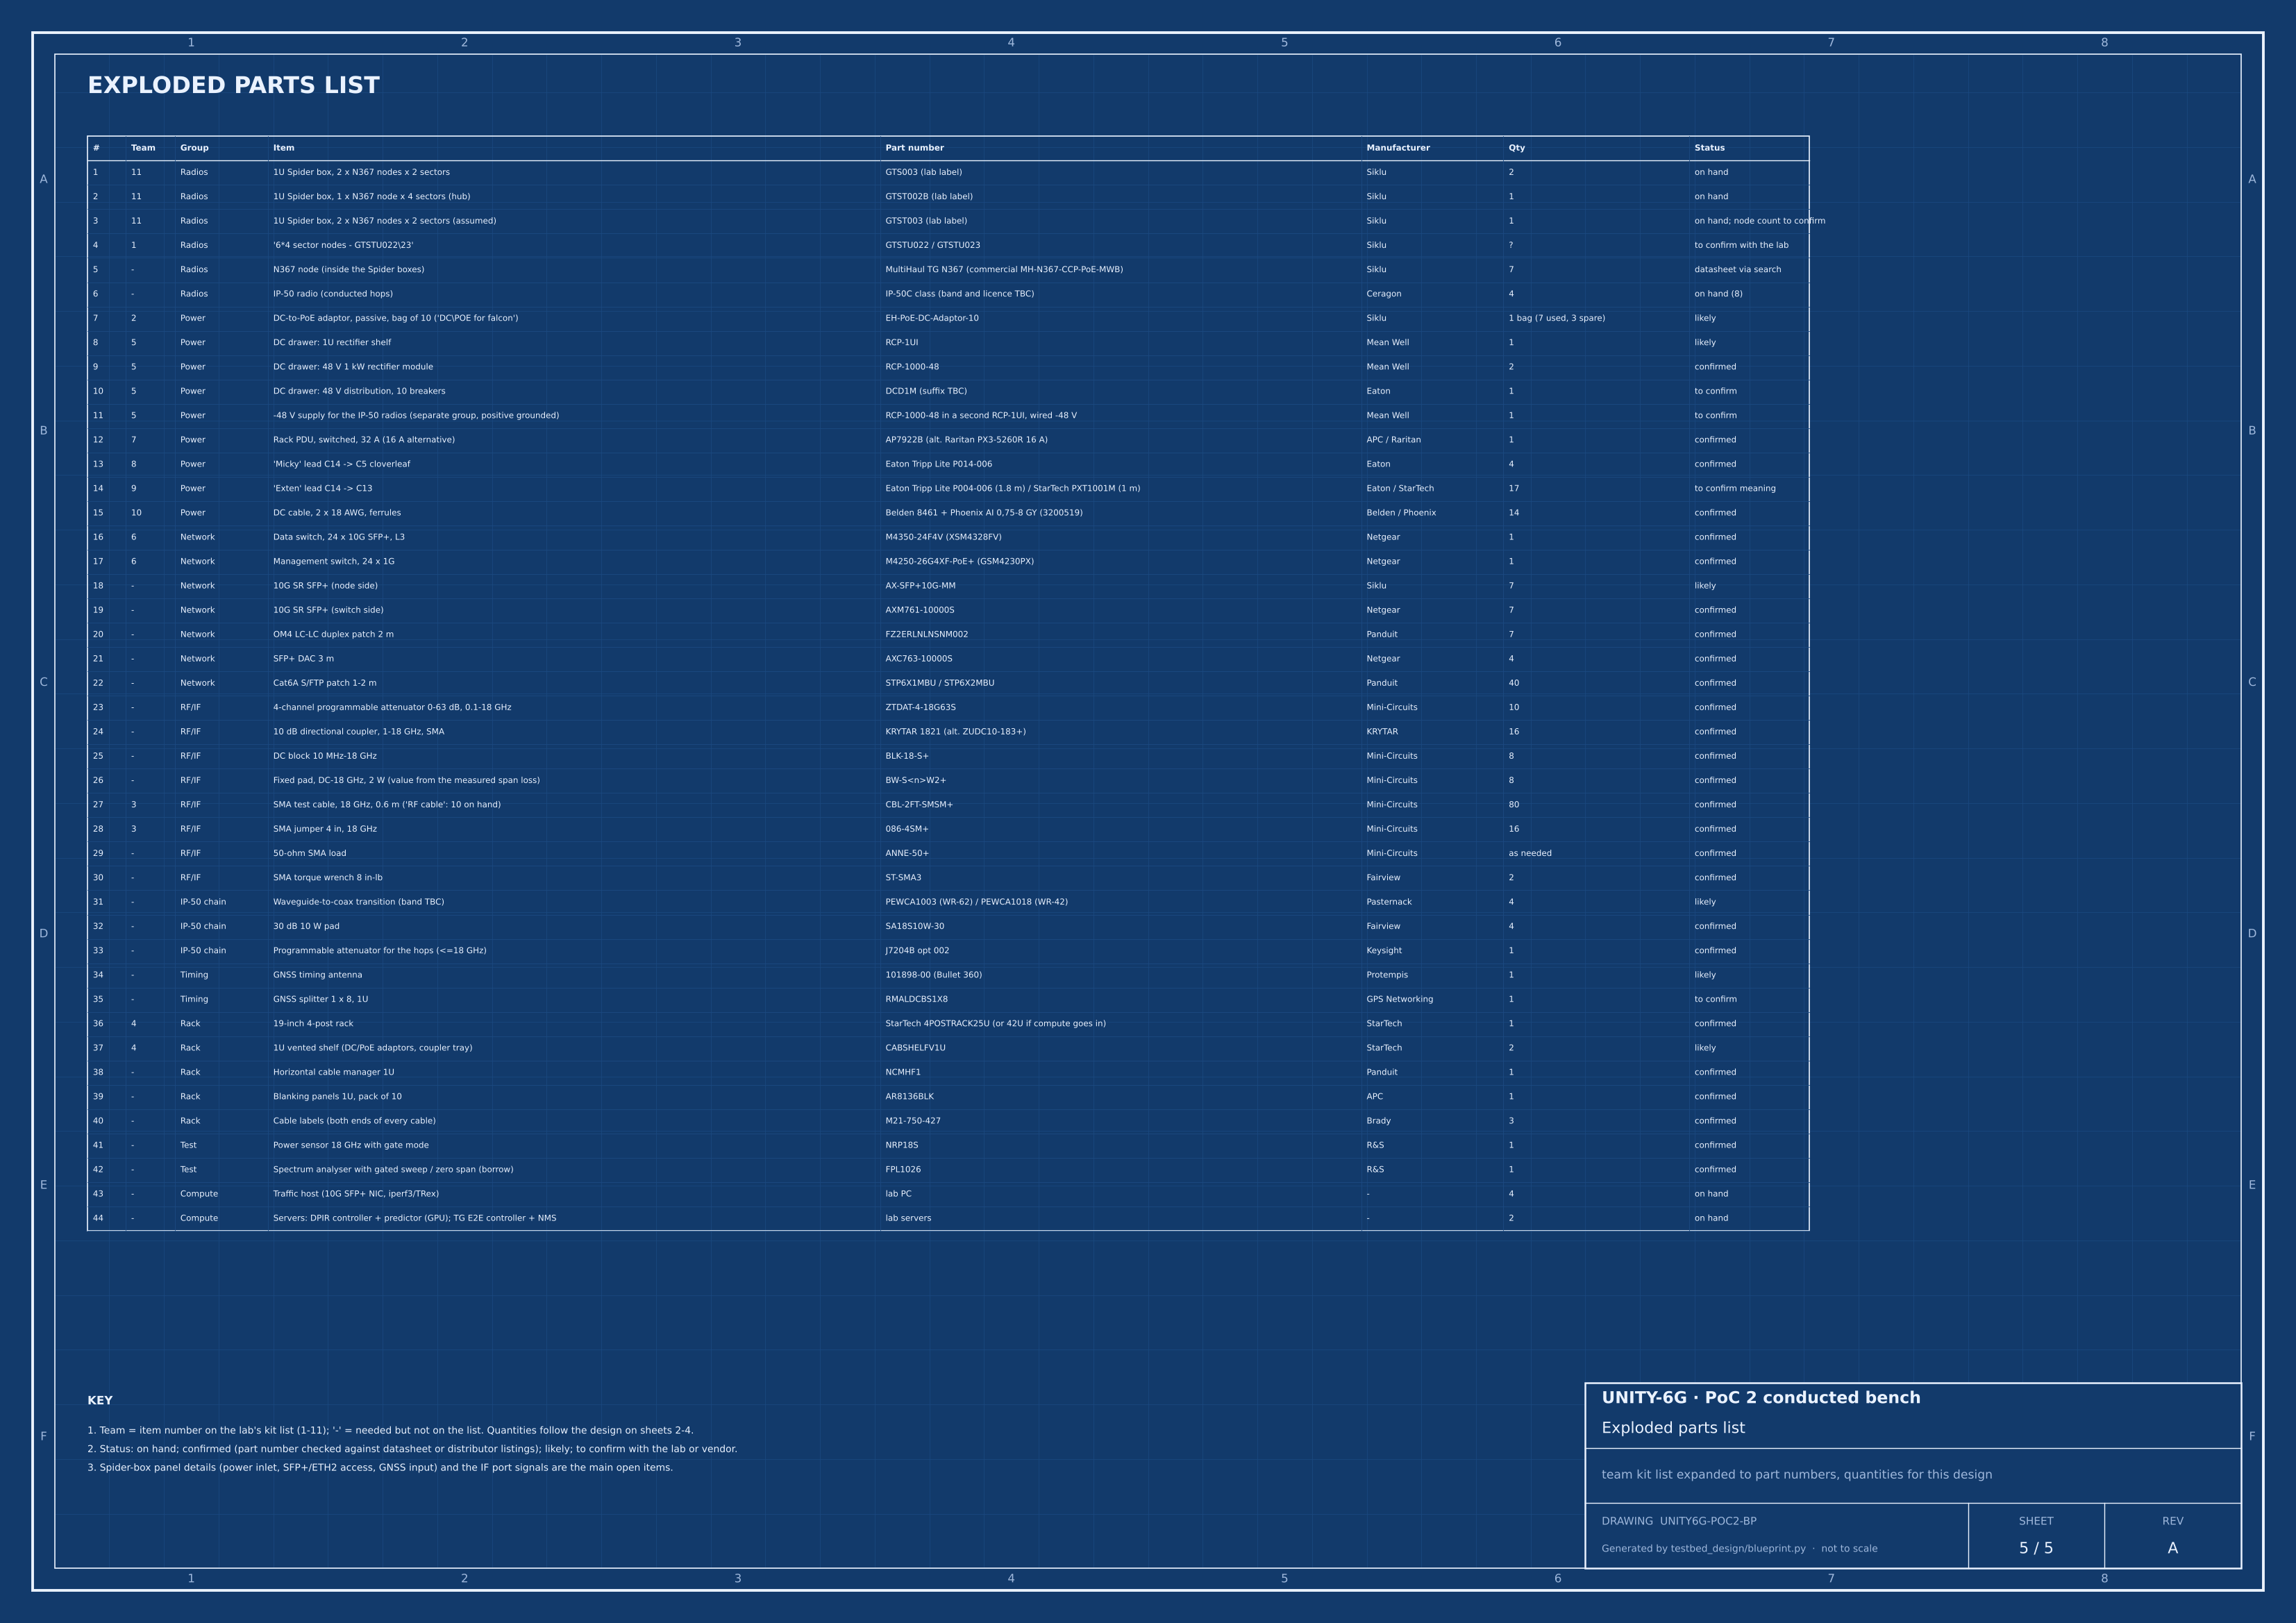 1 2 3 4 5 6 7 8
EXPLODED PARTS LIST
# Team Group Item Part number Manufacturer Qty Status
1 11 Radios 1U Spider box, 2 x N367 nodes x 2 sectors GTS003 (lab label) Siklu 2 on hand
A A
2 11 Radios 1U Spider box, 1 x N367 node x 4 sectors (hub) GTST002B (lab label) Siklu 1 on hand
3 11 Radios 1U Spider box, 2 x N367 nodes x 2 sectors (assumed) GTST003 (lab label) Siklu 1 on hand; node count to confirm
4 1 Radios '6*4 sector nodes - GTSTU022\23' GTSTU022 / GTSTU023 Siklu ? to confirm with the lab
5 - Radios N367 node (inside the Spider boxes) MultiHaul TG N367 (commercial MH-N367-CCP-PoE-MWB) Siklu 7 datasheet via search
6 - Radios IP-50 radio (conducted hops) IP-50C class (band and licence TBC) Ceragon 4 on hand (8)
7 2 Power DC-to-PoE adaptor, passive, bag of 10 ('DC\POE for falcon') EH-PoE-DC-Adaptor-10 Siklu 1 bag (7 used, 3 spare) likely
8 5 Power DC drawer: 1U rectifier shelf RCP-1UI Mean Well 1 likely
9 5 Power DC drawer: 48 V 1 kW rectifier module RCP-1000-48 Mean Well 2 confirmed
10 5 Power DC drawer: 48 V distribution, 10 breakers DCD1M (suffix TBC) Eaton 1 to confirm
11 5 Power -48 V supply for the IP-50 radios (separate group, positive grounded) RCP-1000-48 in a second RCP-1UI, wired -48 V Mean Well 1 to confirm
B B
12 7 Power Rack PDU, switched, 32 A (16 A alternative) AP7922B (alt. Raritan PX3-5260R 16 A) APC / Raritan 1 confirmed
13 8 Power 'Micky' lead C14 -> C5 cloverleaf Eaton Tripp Lite P014-006 Eaton 4 confirmed
14 9 Power 'Exten' lead C14 -> C13 Eaton Tripp Lite P004-006 (1.8 m) / StarTech PXT1001M (1 m) Eaton / StarTech 17 to confirm meaning
15 10 Power DC cable, 2 x 18 AWG, ferrules Belden 8461 + Phoenix AI 0,75-8 GY (3200519) Belden / Phoenix 14 confirmed
16 6 Network Data switch, 24 x 10G SFP+, L3 M4350-24F4V (XSM4328FV) Netgear 1 confirmed
17 6 Network Management switch, 24 x 1G M4250-26G4XF-PoE+ (GSM4230PX) Netgear 1 confirmed
18 - Network 10G SR SFP+ (node side) AX-SFP+10G-MM Siklu 7 likely
19 - Network 10G SR SFP+ (switch side) AXM761-10000S Netgear 7 confirmed
20 - Network OM4 LC-LC duplex patch 2 m FZ2ERLNLNSNM002 Panduit 7 confirmed
21 - Network SFP+ DAC 3 m AXC763-10000S Netgear 4 confirmed
22 - Network Cat6A S/FTP patch 1-2 m STP6X1MBU / STP6X2MBU Panduit 40 confirmed
C C
23 - RF/IF 4-channel programmable attenuator 0-63 dB, 0.1-18 GHz ZTDAT-4-18G63S Mini-Circuits 10 confirmed
24 - RF/IF 10 dB directional coupler, 1-18 GHz, SMA KRYTAR 1821 (alt. ZUDC10-183+) KRYTAR 16 confirmed
25 - RF/IF DC block 10 MHz-18 GHz BLK-18-S+ Mini-Circuits 8 confirmed
26 - RF/IF Fixed pad, DC-18 GHz, 2 W (value from the measured span loss) BW-S<n>W2+ Mini-Circuits 8 confirmed
27 3 RF/IF SMA test cable, 18 GHz, 0.6 m ('RF cable': 10 on hand) CBL-2FT-SMSM+ Mini-Circuits 80 confirmed
28 3 RF/IF SMA jumper 4 in, 18 GHz 086-4SM+ Mini-Circuits 16 confirmed
29 - RF/IF 50-ohm SMA load ANNE-50+ Mini-Circuits as needed confirmed
30 - RF/IF SMA torque wrench 8 in-lb ST-SMA3 Fairview 2 confirmed
31 - IP-50 chain Waveguide-to-coax transition (band TBC) PEWCA1003 (WR-62) / PEWCA1018 (WR-42) Pasternack 4 likely
32 - IP-50 chain 30 dB 10 W pad SA18S10W-30 Fairview 4 confirmed
D D
33 - IP-50 chain Programmable attenuator for the hops (<=18 GHz) J7204B opt 002 Keysight 1 confirmed
34 - Timing GNSS timing antenna 101898-00 (Bullet 360) Protempis 1 likely
35 - Timing GNSS splitter 1 x 8, 1U RMALDCBS1X8 GPS Networking 1 to confirm
36 4 Rack 19-inch 4-post rack StarTech 4POSTRACK25U (or 42U if compute goes in) StarTech 1 confirmed
37 4 Rack 1U vented shelf (DC/PoE adaptors, coupler tray) CABSHELFV1U StarTech 2 likely
38 - Rack Horizontal cable manager 1U NCMHF1 Panduit 1 confirmed
39 - Rack Blanking panels 1U, pack of 10 AR8136BLK APC 1 confirmed
40 - Rack Cable labels (both ends of every cable) M21-750-427 Brady 3 confirmed
41 - Test Power sensor 18 GHz with gate mode NRP18S R&S 1 confirmed
42 - Test Spectrum analyser with gated sweep / zero span (borrow) FPL1026 R&S 1 confirmed
E E
43 - Compute Traffic host (10G SFP+ NIC, iperf3/TRex) lab PC - 4 on hand
44 - Compute Servers: DPIR controller + predictor (GPU); TG E2E controller + NMS lab servers - 2 on hand
KEY
1. Team = item number on the lab's kit list (1-11); '-' = needed but not on the list. Quantities follow the design on sheets 2-4.
F F
2. Status: on hand; confirmed (part number checked against datasheet or distributor listings); likely; to confirm with the lab or vendor.
3. Spider-box panel details (power inlet, SFP+/ETH2 access, GNSS input) and the IF port signals are the main open items.
UNITY-6G · PoC 2 conducted bench
Exploded parts list
team kit list expanded to part numbers, quantities for this design
DRAWING UNITY6G-POC2-BP SHEET REV
Generated by testbed_design/blueprint.py · not to scale 5 / 5 A
1 2 3 4 5 6 7 8